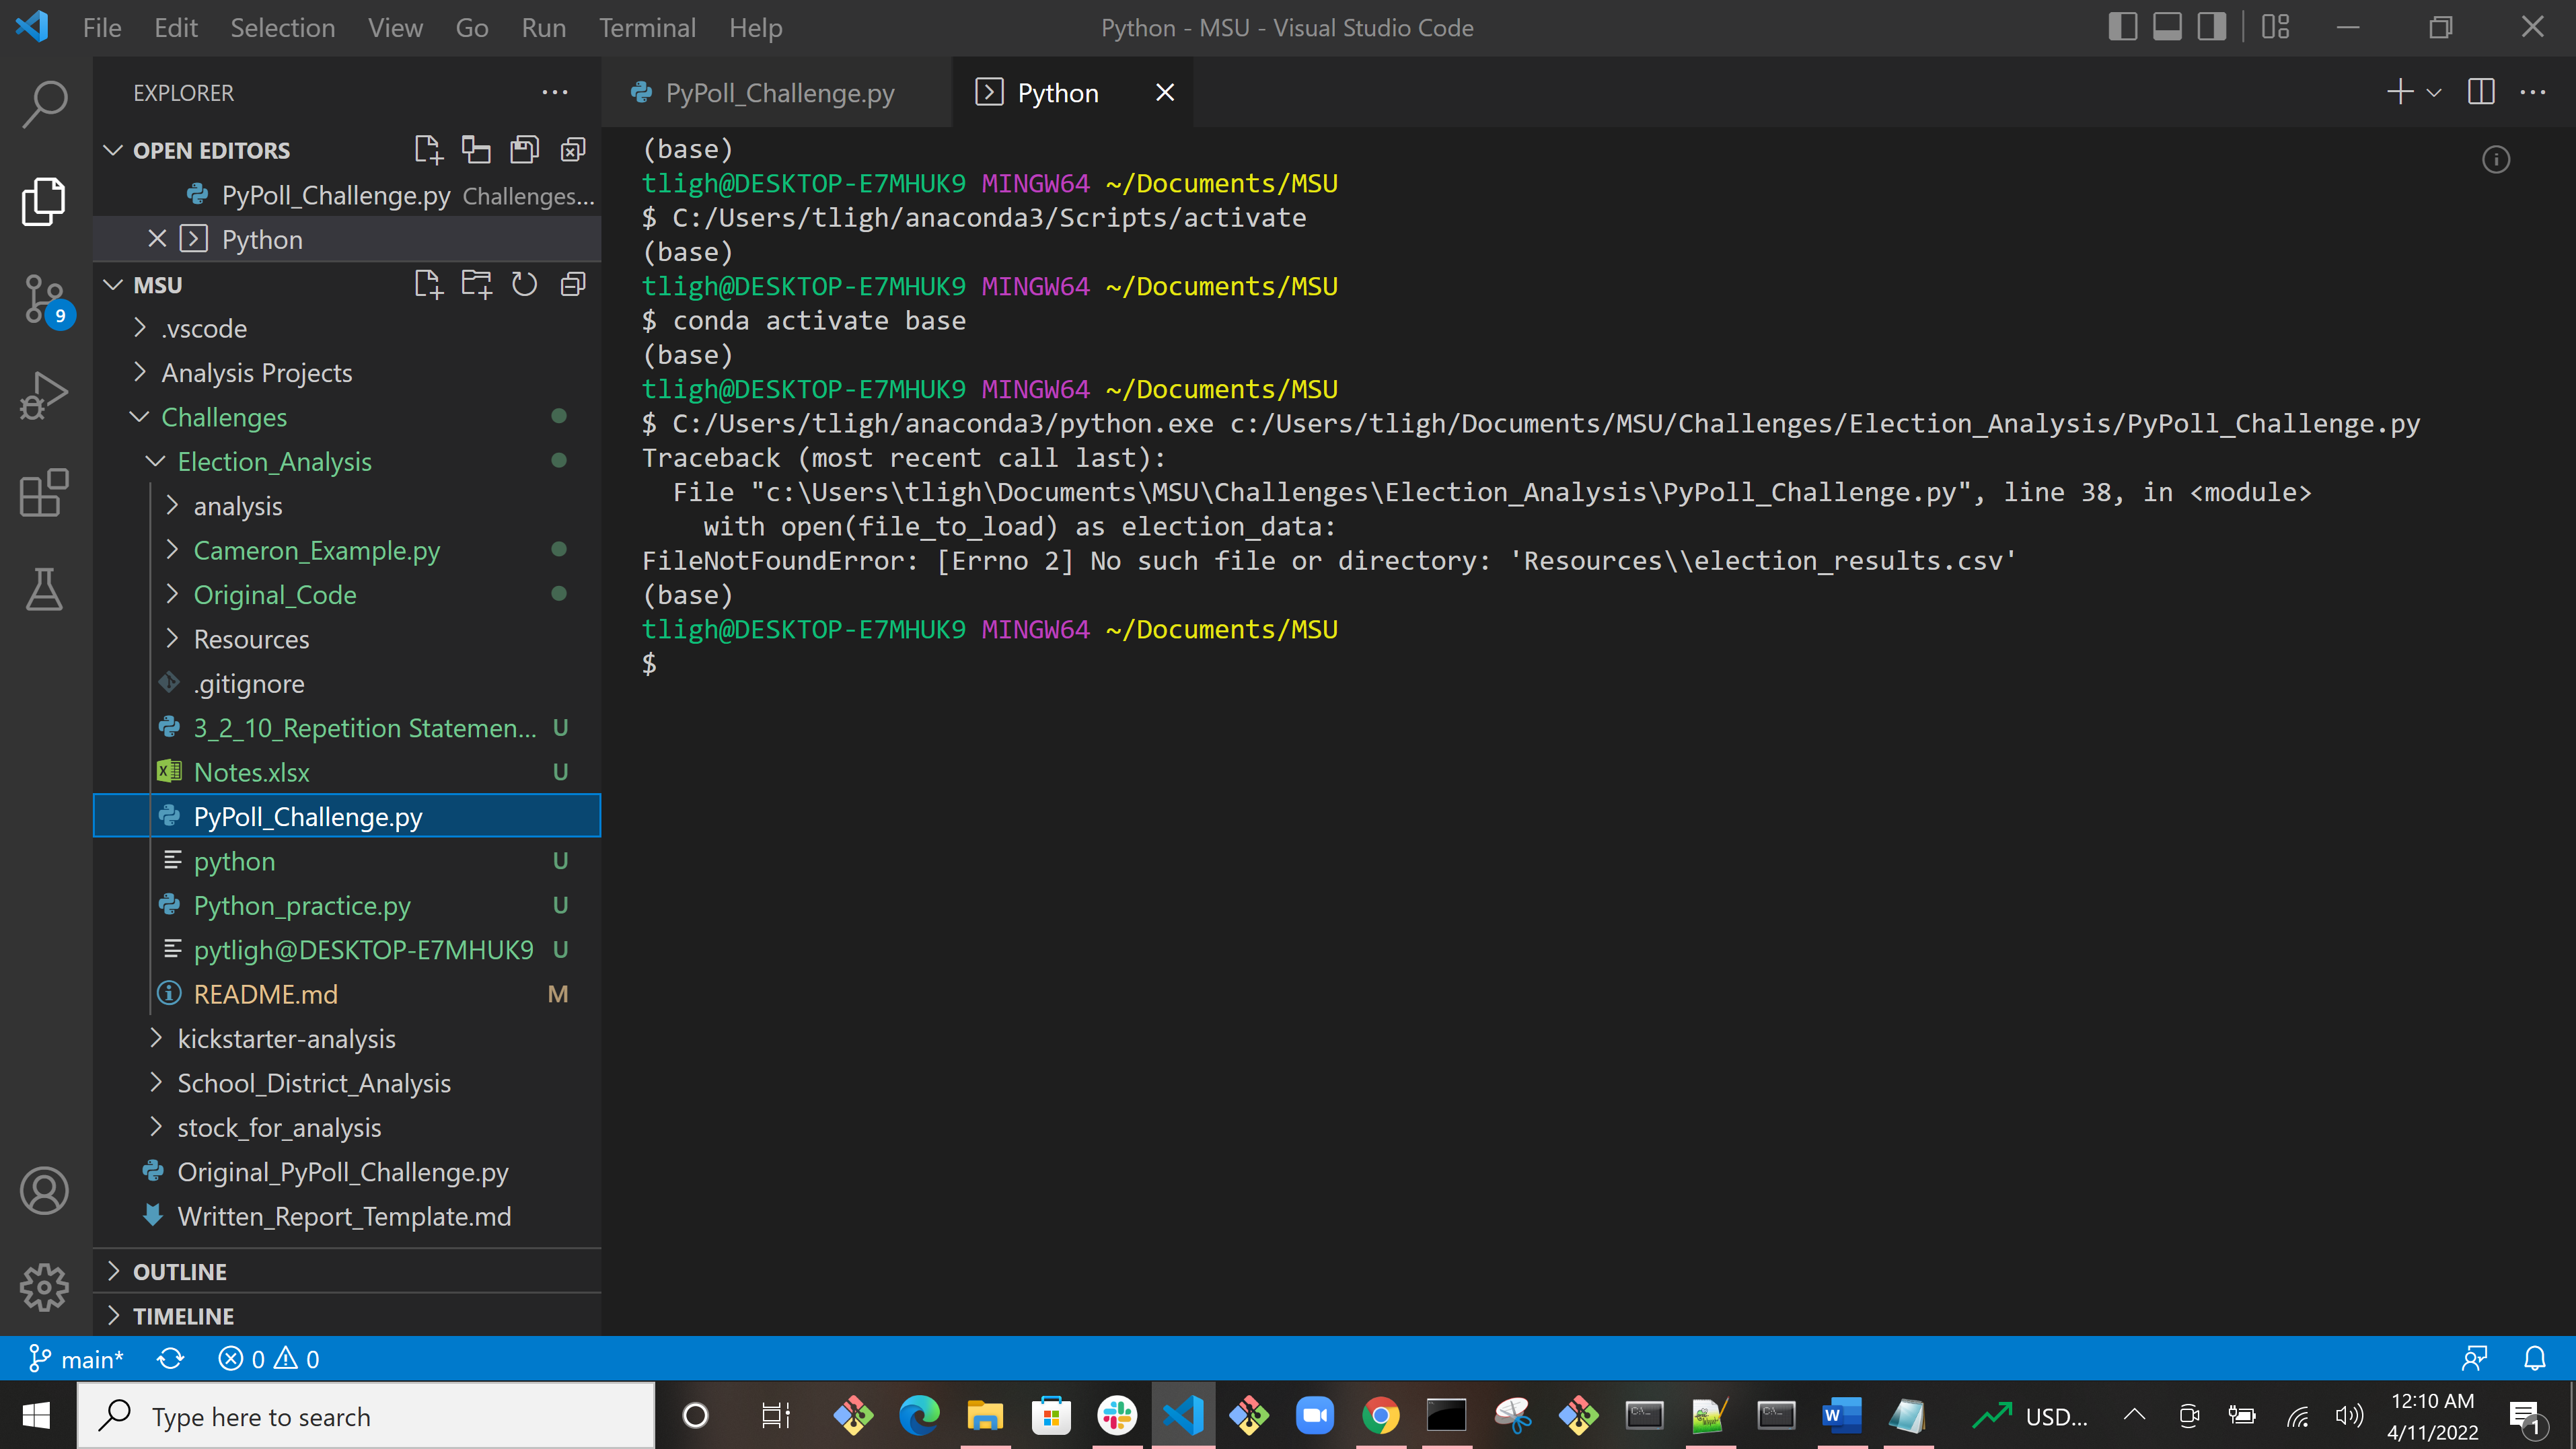 File Edit Selection View Go Run Terminal Help
Python - MSU - Visual Studio Code
EXPLORER
OPEN EDITORS
PyPoll_Challenge.py Challenges...
Python
MSU
.vscode
Analysis Projects
Challenges
Election_Analysis
analysis
Cameron_Example.py
Original_Code
Resources
.gitignore
3_2_10_Repetition Statemen... U
Notes.xlsx U
PyPoll_Challenge.py
python U
Python_practice.py U
pytligh@DESKTOP-E7MHUK9 U
README.md M
kickstarter-analysis
School_District_Analysis
stock_for_analysis
Original_PyPoll_Challenge.py
Written_Report_Template.md
OUTLINE
TIMELINE
9
PyPoll_Challenge.py
Python
(base)
tligh@DESKTOP-E7MHUK9 MINGW64 ~/Documents/MSU
$ C:/Users/tligh/anaconda3/Scripts/activate
(base)
tligh@DESKTOP-E7MHUK9 MINGW64 ~/Documents/MSU
$ conda activate base
(base)
tligh@DESKTOP-E7MHUK9 MINGW64 ~/Documents/MSU
$ C:/Users/tligh/anaconda3/python.exe c:/Users/tligh/Documents/MSU/Challenges/Election_Analysis/PyPoll_Challenge.py
Traceback (most recent call last):
  File "c:\Users\tligh\Documents\MSU\Challenges\Election_Analysis\PyPoll_Challenge.py", line 38, in <module>
    with open(file_to_load) as election_data:
FileNotFoundError: [Errno 2] No such file or directory: 'Resources\\election_results.csv'
(base)
tligh@DESKTOP-E7MHUK9 MINGW64 ~/Documents/MSU
$
main* 0 0
Type here to search
USD...
12:10 AM
4/11/2022
1